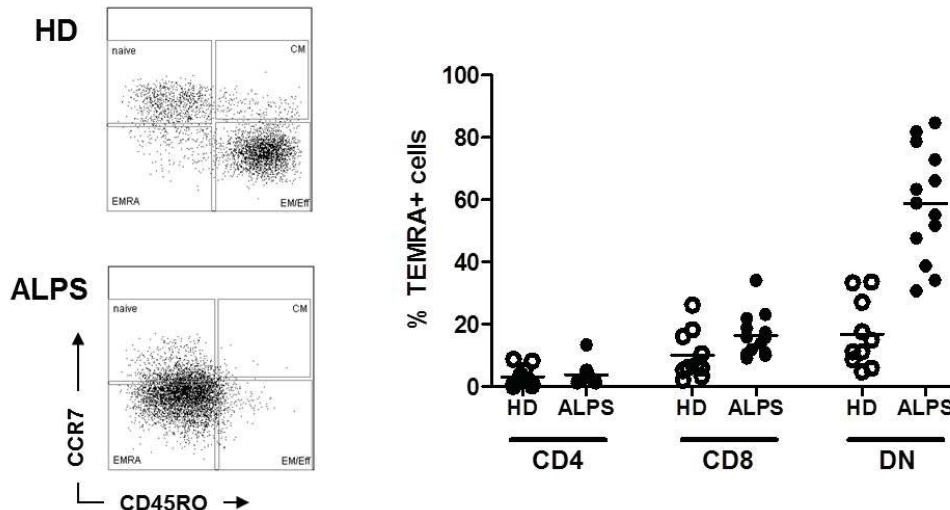 HD
naive
CM
EMRA
EM/Eff
ALPS
naive
CM
EMRA
EM/Eff
CCR7
CD45RO
% TEMRA+ cells
100
80
60
40
20
0
HD ALPS HD ALPS HD ALPS
CD4 CD8 DN